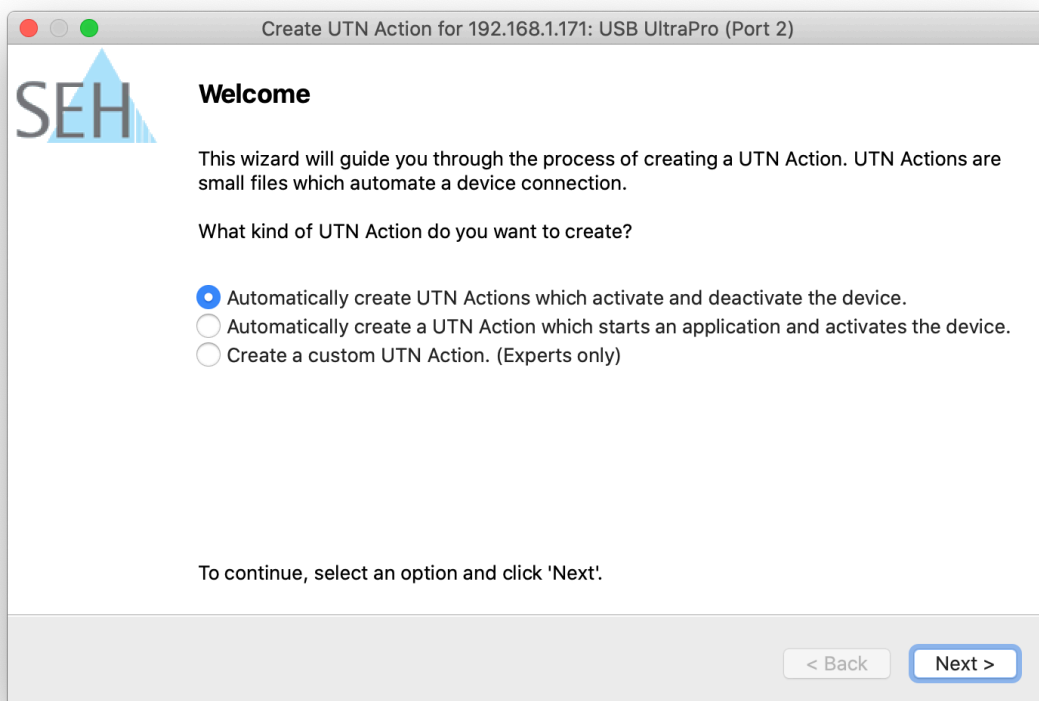 Create UTN Action for 192.168.1.171: USB UltraPro (Port 2)
SEH
Welcome
This wizard will guide you through the process of creating a UTN Action. UTN Actions are
small files which automate a device connection.
What kind of UTN Action do you want to create?
Automatically create UTN Actions which activate and deactivate the device.
Automatically create a UTN Action which starts an application and activates the device.
Create a custom UTN Action. (Experts only)
To continue, select an option and click 'Next'.
< Back
Next >